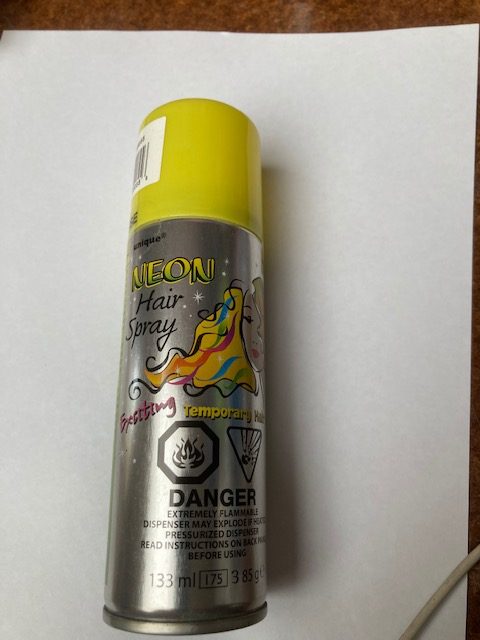 unique®
NEON
Hair
Spray
Exciting Temporary
DANGER
EXTREMELY FLAMMABLE
DISPENSER MAY EXPLODE IF HEATED
PRESSURIZED DISPENSER
READ INSTRUCTIONS ON BACK
BEFORE USING
133 ml 175 3 85 g